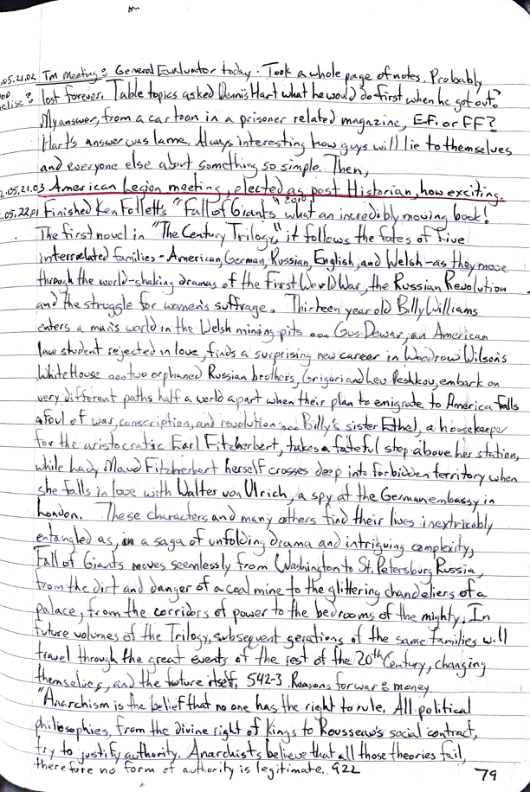 .05.21.02 TM meeting: General Evaluator today. Took a whole page of notes. Probably
lost forever. Table topics asked Dennis Hart what he would do first when he got out?
My answer, from a cartoon in a prisoner related magazine, E.F. or FF?
Hart's answer was lame. Always interesting how guys will lie to themselves
and everyone else about something so simple. Then,
2.05.21.03 American Legion meeting, elected as post Historian, how exciting.
.05.22.01 Finished Ken Follett's "Fall of Giants" 2010 what an incredibly moving book!
The first novel in "The Century Trilogy" it follows the fates of five
interrelated families - American, German, Russian, English, and Welsh - as they move
through the world-shaking dramas of the First World War, the Russian Revolution
and the struggle for women's suffrage. Thirteen year old Billy Williams
enters a man's world in the Welsh mining pits ... Gus Dewar, an American
law student rejected in love, finds a surprising new career in Woodrow Wilson's
White House ... two orphaned Russian brothers, Grigori and Lev Peshkov, embark on
very different paths half a world apart when their plan to emigrate to America falls
afoul of war, conscription, and revolution ... Billy's sister Ethel, a housekeeper
for the aristocratic Earl Fitzherbert, takes a fateful step above her station,
while Lady Maud Fitzherbert herself crosses deep into forbidden territory when
she falls in love with Walter von Ulrich, a spy at the German embassy in
London. These characters and many others find their lives inextricably
entangled as, in a saga of unfolding drama and intriguing complexity,
Fall of Giants moves seemlessly from Washington to St. Petersburg Russia,
from the dirt and danger of a coal mine to the glittering chandeliers of a
palace, from the corridors of power to the bedrooms of the mighty. In
future volumes of the Trilogy, subsequent gerations of the same families will
travel through the great events of the rest of the 20th Century, changing
themselves, and the future itself. 542-3 Reasons for war: money
"Anarchism is the belief that no one has the right to rule. All political
philosophies, from the divine right of kings to Rousseau's social contract,
try to justify authority. Anarchists believe that all those theories fail,
therefore no form of authority is legitimate. 922
79